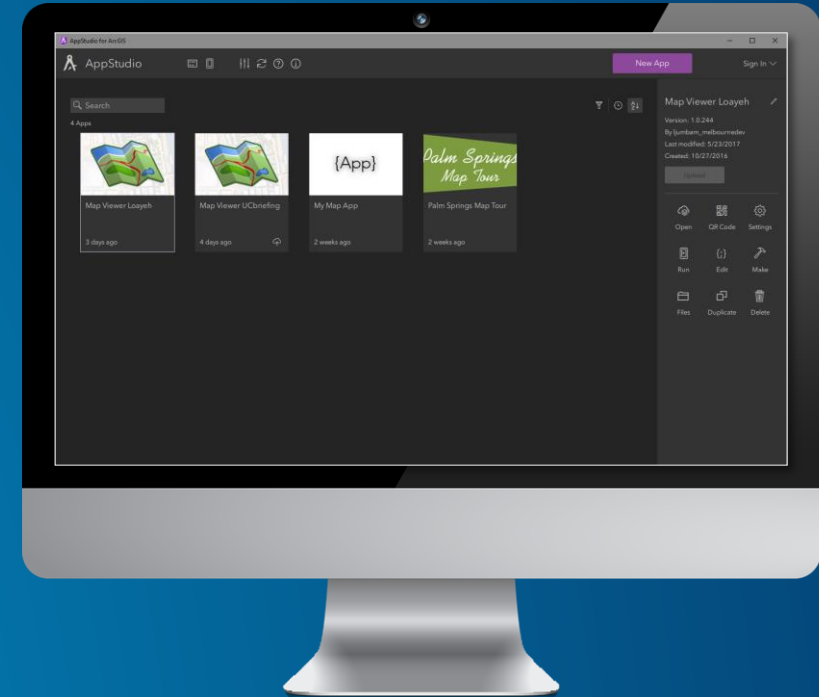 AppStudio for ArcGIS
AppStudio
New App
Sign In
Search
4 Apps
{App}
Palm Springs
Map Tour
Map Viewer Loayeh
Map Viewer UCbriefing
My Map App
Palm Springs Map Tour
3 days ago
4 days ago
2 weeks ago
2 weeks ago
Map Viewer Loayeh
Version: 1.0.244
By ljumbam_melbournedev
Last modified: 5/23/2017
Created: 10/27/2016
Upload
Open
QR Code
Settings
Run
Edit
Make
Files
Duplicate
Delete